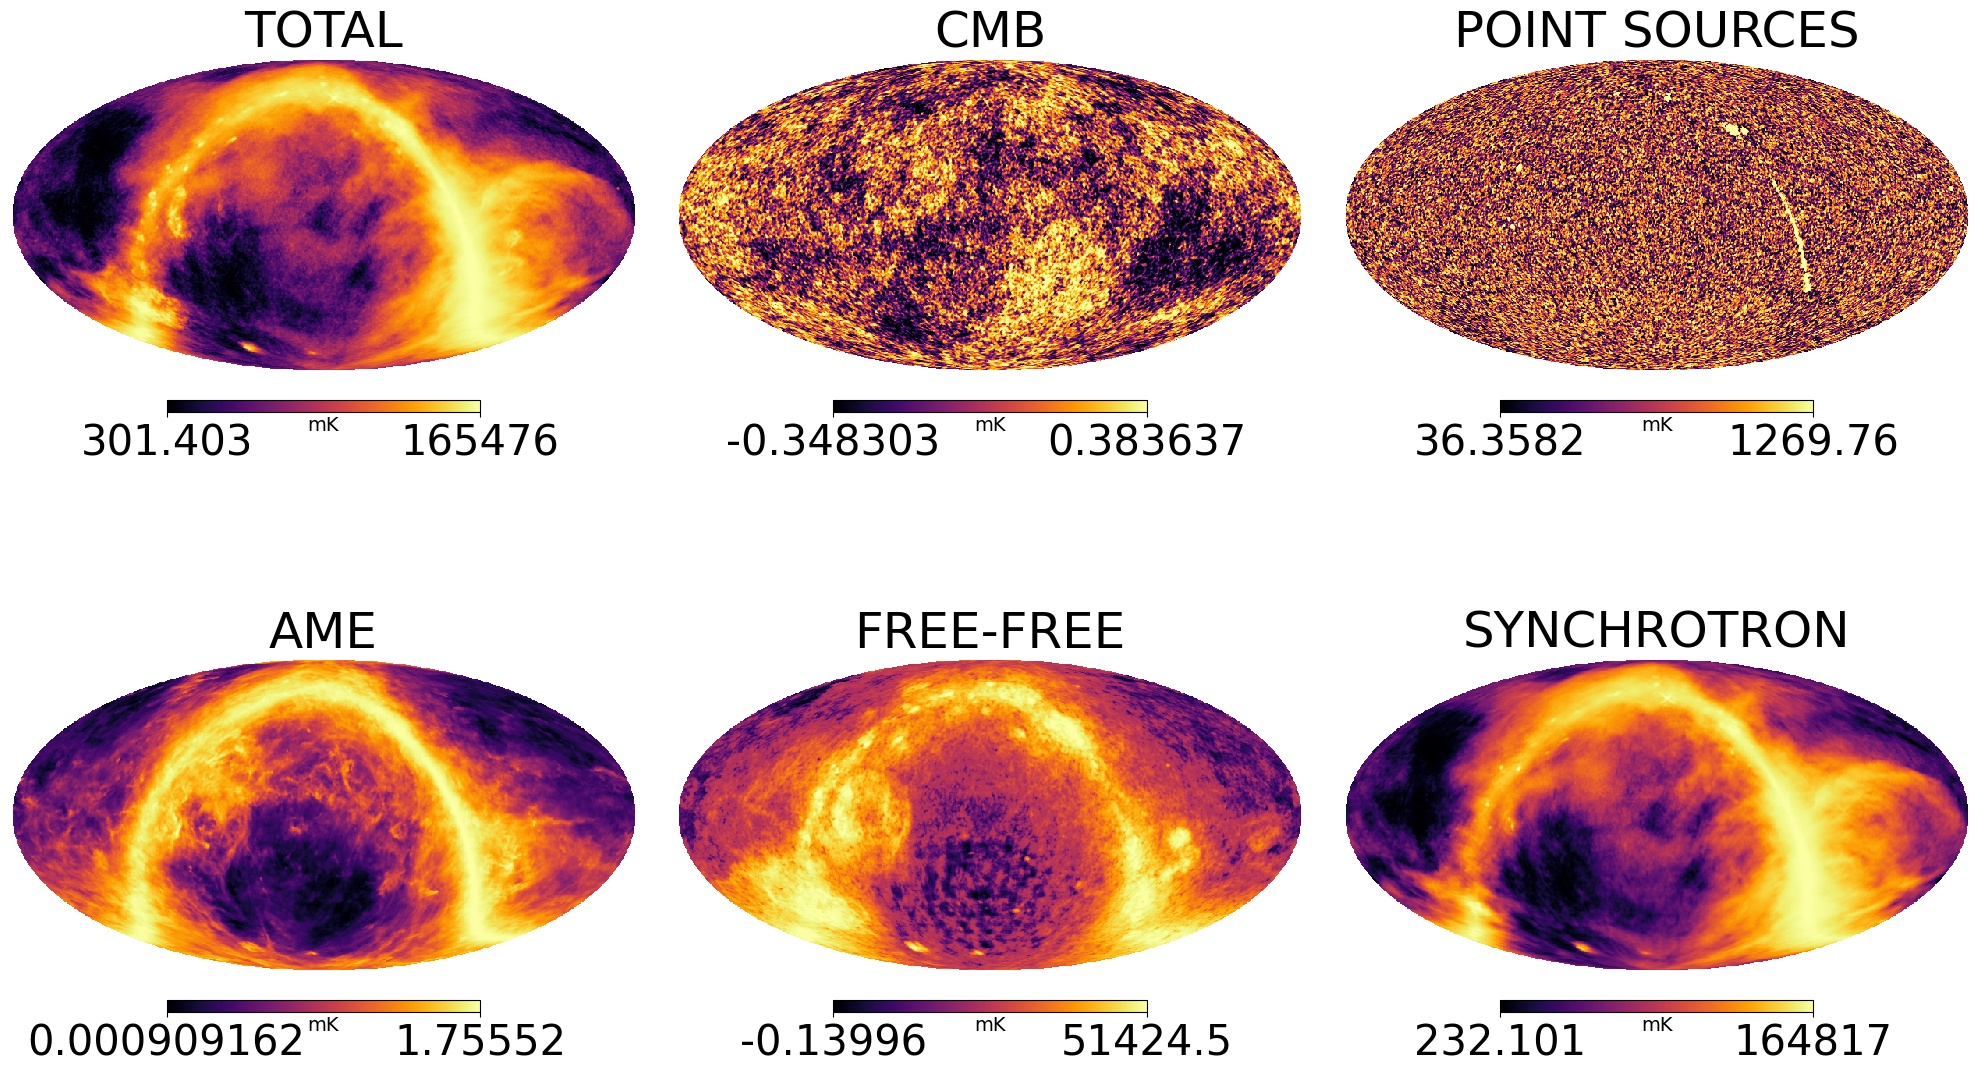 TOTAL
CMB
POINT SOURCES
301.403 mK 165476
-0.348303 mK 0.383637
36.3582 mK 1269.76
AME
FREE-FREE
SYNCHROTRON
0.000909162 mK 1.75552
-0.13996 mK 51424.5
232.101 mK 164817